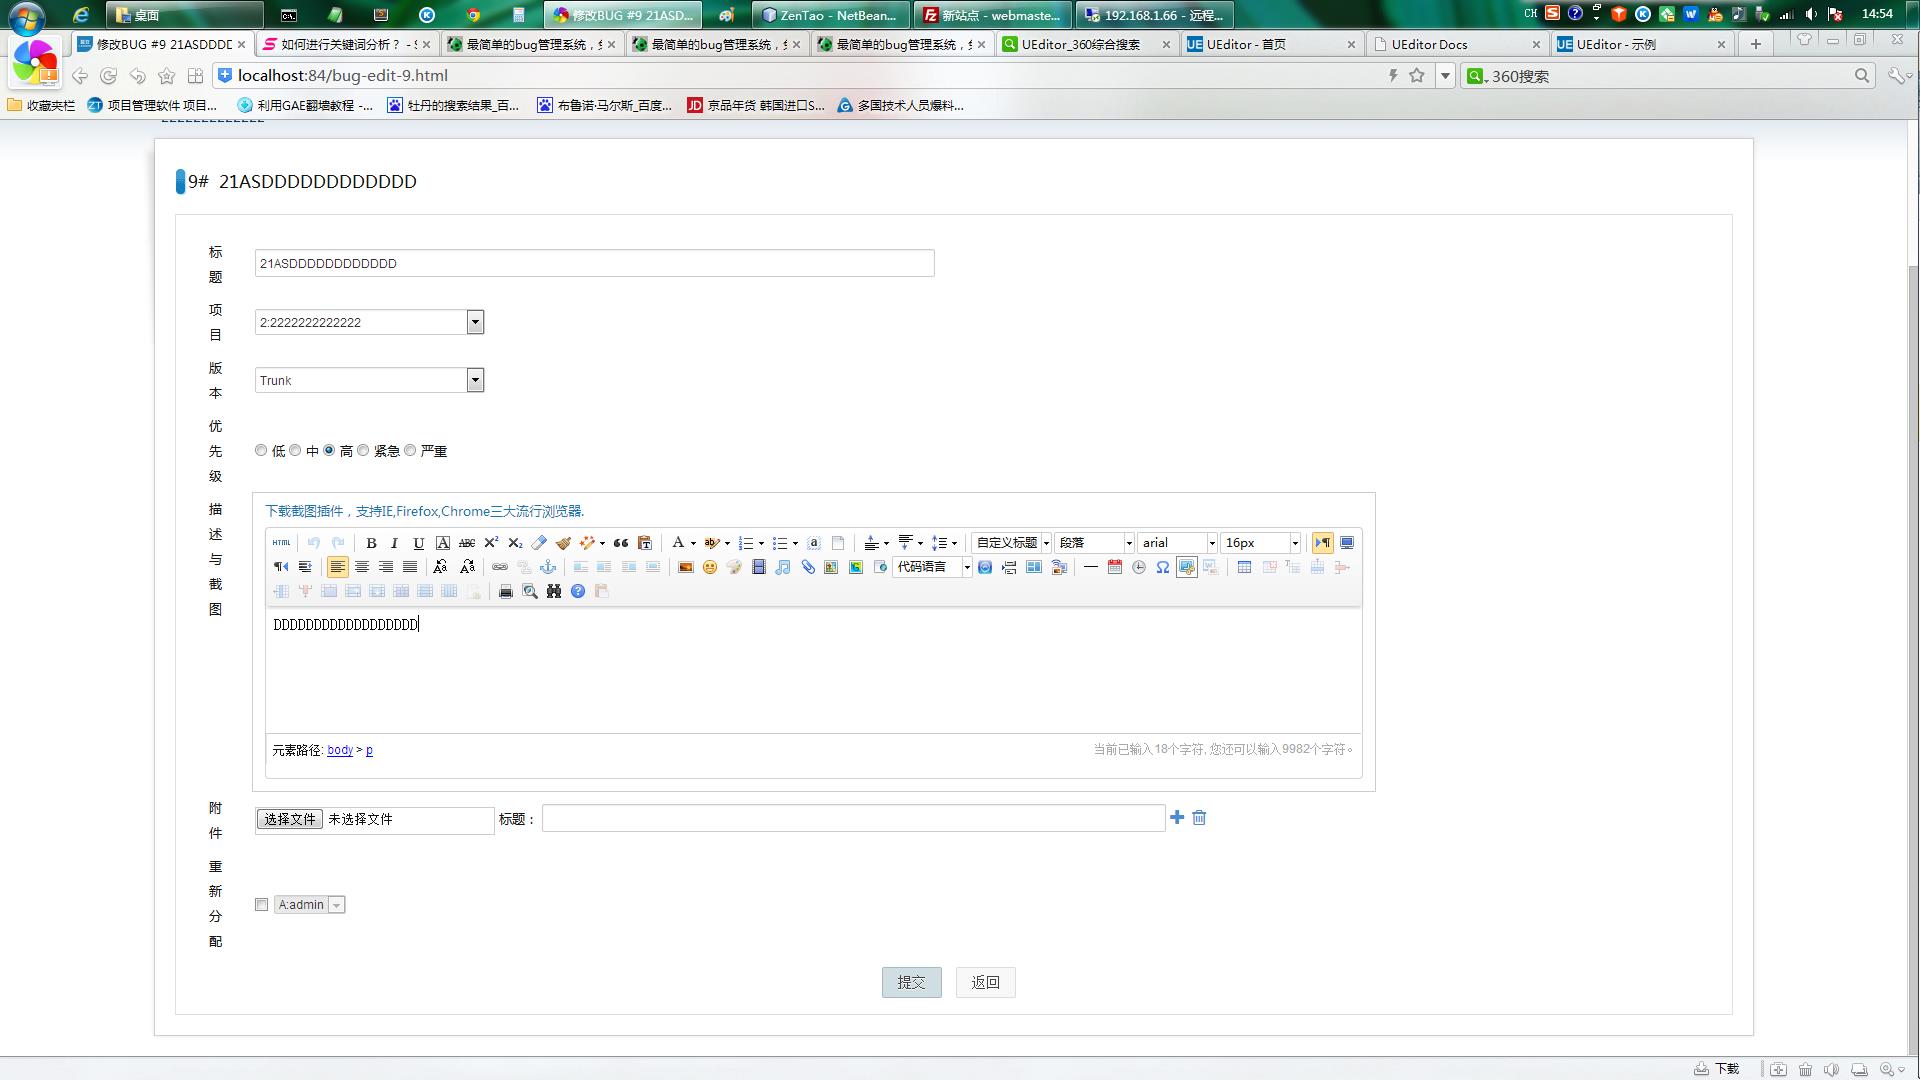 桌面
修改BUG #9 21ASD...
ZenTao - NetBean...
新站点 - webmaste...
192.168.1.66 - 远程...
CH
14:54
修改BUG #9 21ASDDDD
如何进行关键词分析？ - S
最简单的bug管理系统，免
最简单的bug管理系统，免
最简单的bug管理系统，免
UEditor_360综合搜索
UEditor - 首页
UEditor Docs
UEditor - 示例
localhost:84/bug-edit-9.html
360搜索
收藏夹栏
项目管理软件 项目...
利用GAE翻墙教程 -...
牡丹的搜索结果_百...
布鲁诺·马尔斯_百度...
京品年货 韩国进口S...
多国技术人员爆料...
9# 21ASDDDDDDDDDDDD
标题
21ASDDDDDDDDDDDD
项目
2:2222222222222
版本
Trunk
优先级
低 中 高 紧急 严重
描述与截图
下载截图插件，支持IE,Firefox,Chrome三大流行浏览器.
HTML
自定义标题
段落
arial
16px
代码语言
DDDDDDDDDDDDDDDDDD
元素路径: body > p
当前已输入18个字符, 您还可以输入9982个字符。
附件
选择文件 未选择文件
标题：
重新分配
A:admin
提交
返回
下载